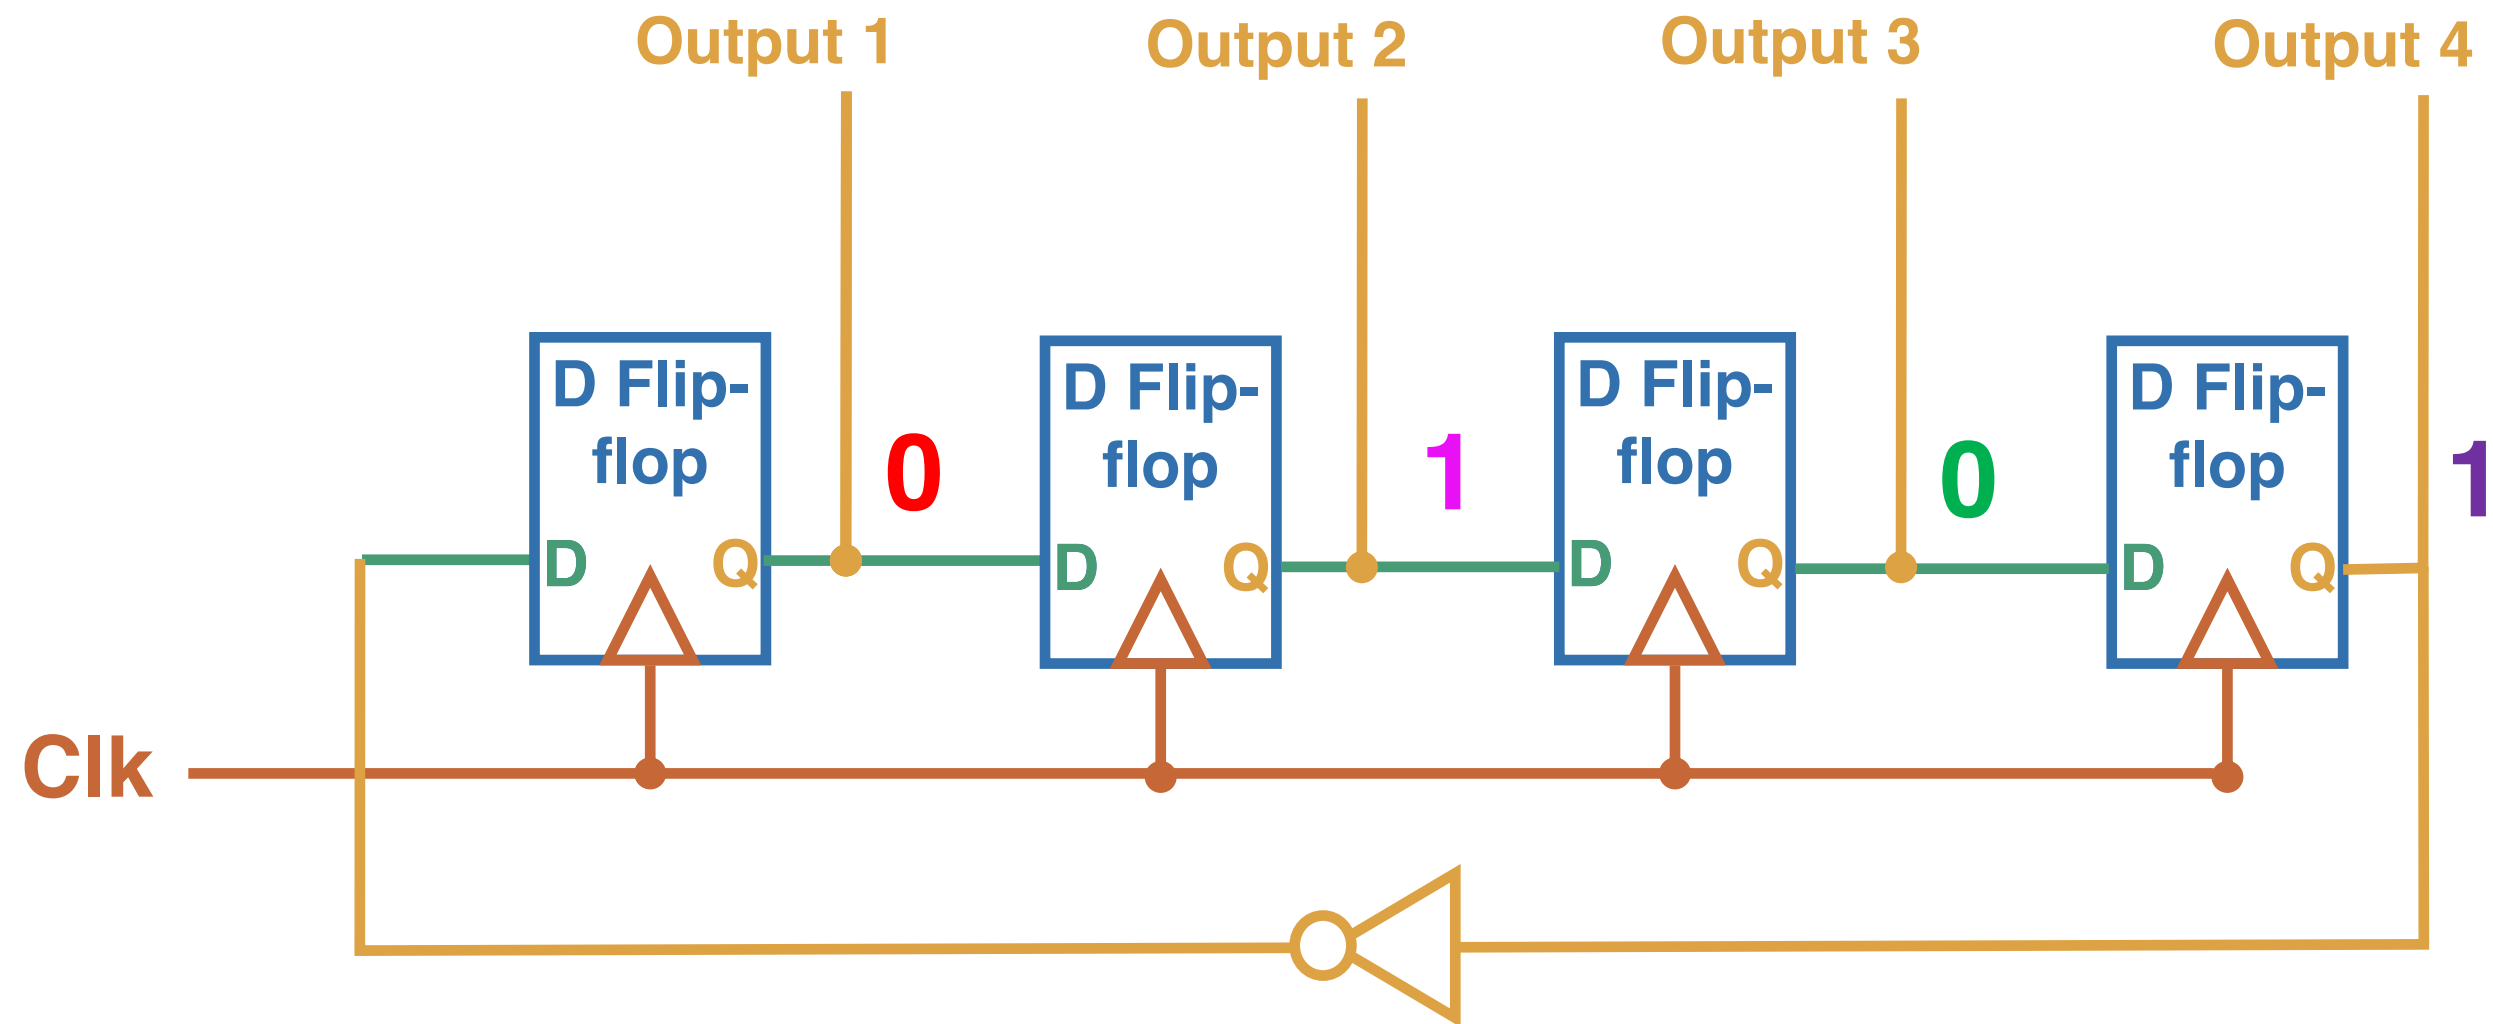 Output 1
Output 2
Output 3
Output 4
D Flip-
flop
D Flip-
flop
D Flip-
flop
D Flip-
flop
0
1
0
1
D
Q
D
Q
D
Q
D
Q
Clk